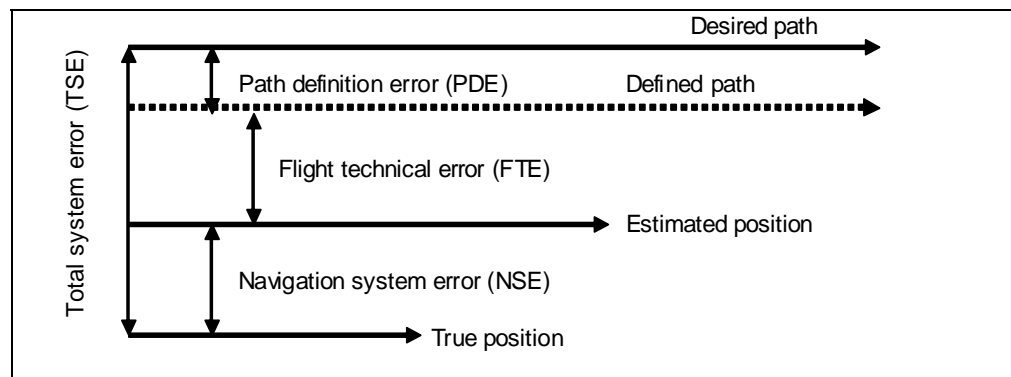 Desired path
Path definition error (PDE)
Defined path
Flight technical error (FTE)
Estimated position
Navigation system error (NSE)
True position
Total system error (TSE)